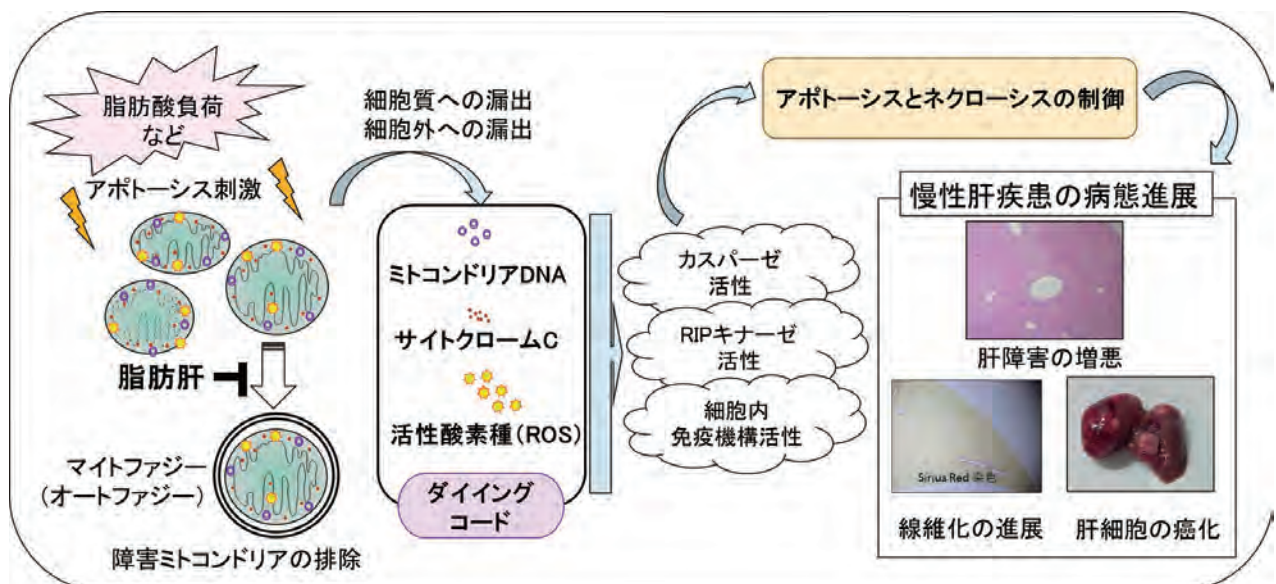 脂肪酸負荷
など
アポトーシス刺激
脂肪肝
マイトファジー
(オートファジー)
障害ミトコンドリアの排除
細胞質への漏出
細胞外への漏出
ミトコンドリアDNA
サイトクロームC
活性酸素種(ROS)
ダイイング
コード
カスパーゼ
活性
RIPキナーゼ
活性
細胞内
免疫機構活性
アポトーシスとネクローシスの制御
慢性肝疾患の病態進展
肝障害の増悪
Sirius Red 染色
線維化の進展
肝細胞の癌化